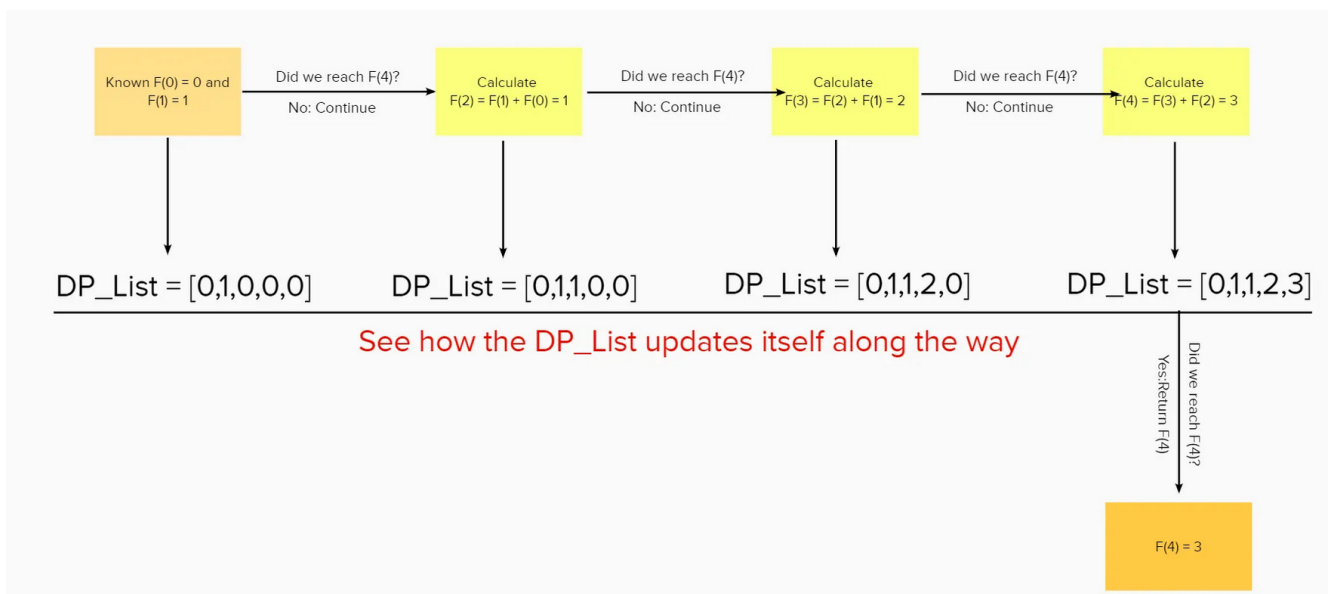 Known F(0) = 0 and
F(1) = 1
Did we reach F(4)?
No: Continue
Calculate
F(2) = F(1) + F(0) = 1
Did we reach F(4)?
No: Continue
Calculate
F(3) = F(2) + F(1) = 2
Did we reach F(4)?
No: Continue
Calculate
F(4) = F(3) + F(2) = 3
DP_List = [0,1,0,0,0]
DP_List = [0,1,1,0,0]
DP_List = [0,1,1,2,0]
DP_List = [0,1,1,2,3]
See how the DP_List updates itself along the way
Did we reach F(4)?
Yes:Return F(4)
F(4) = 3